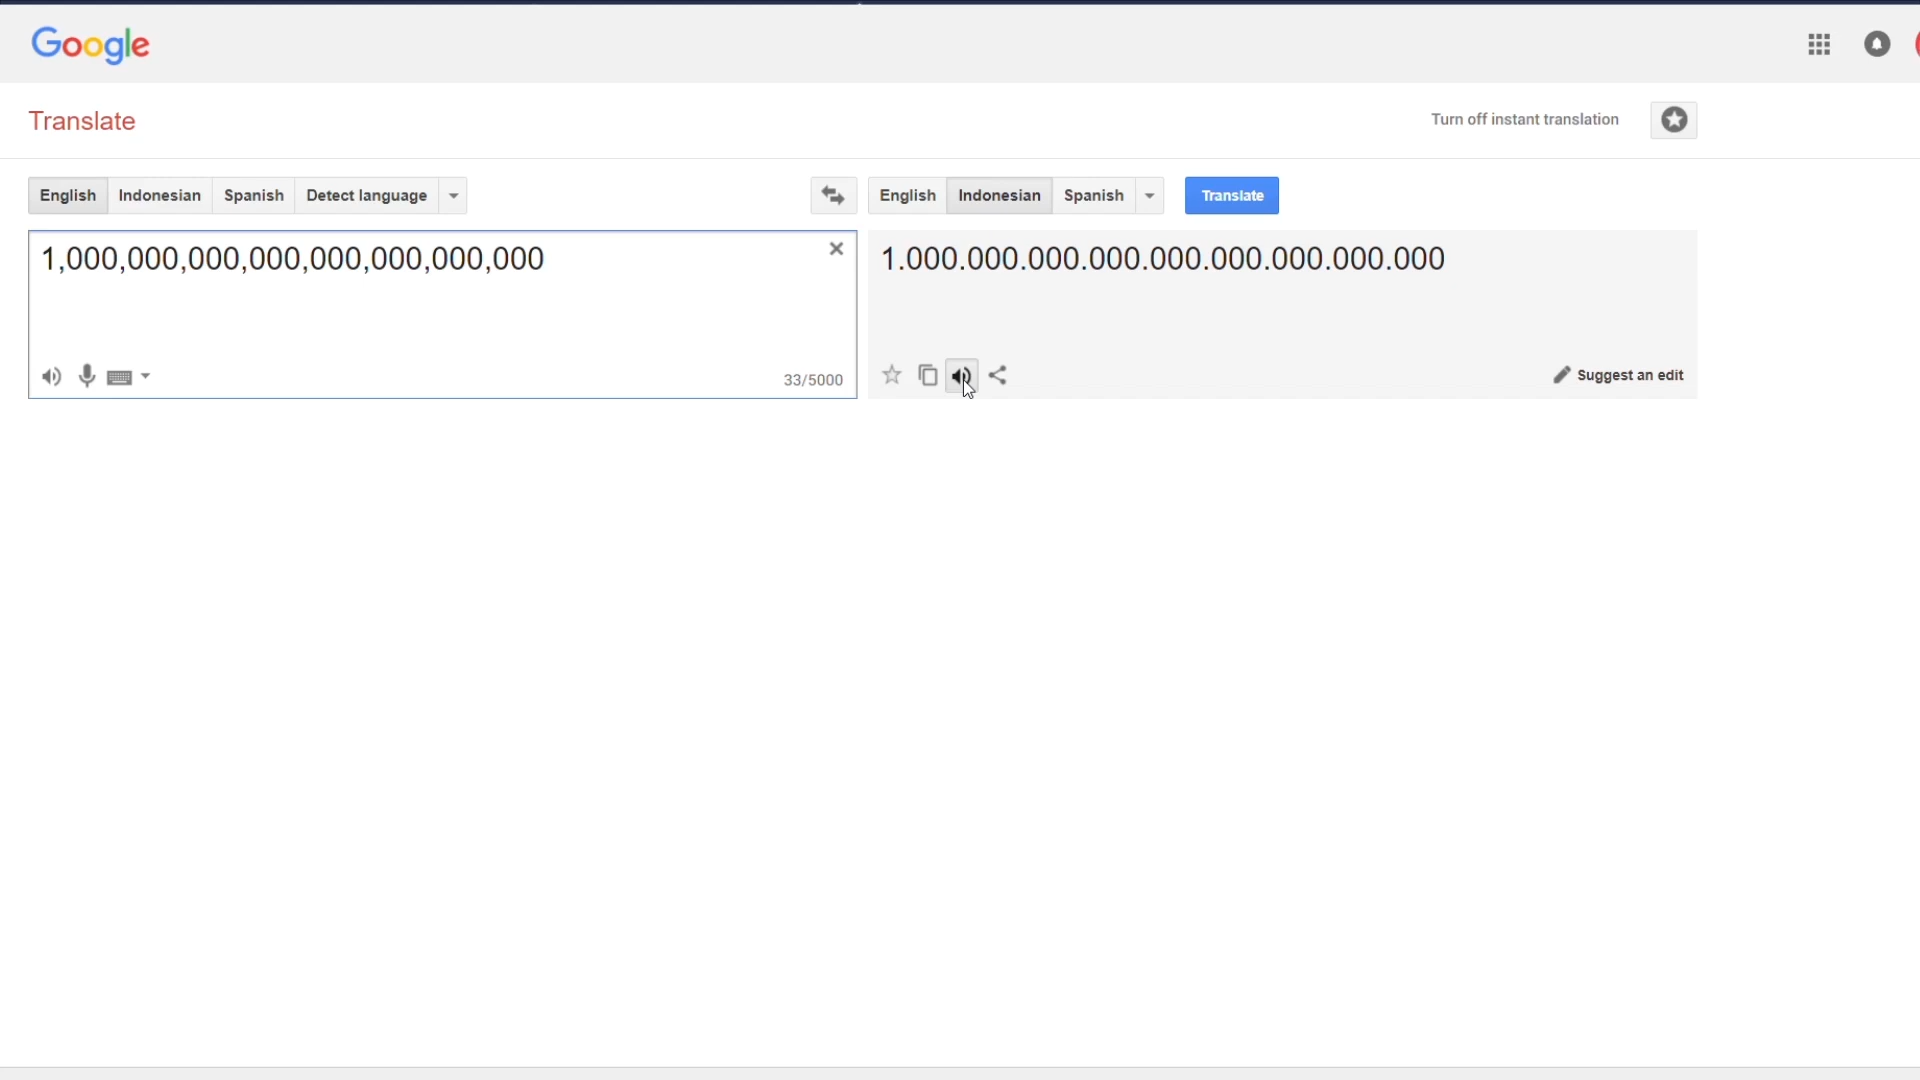 Google
Translate
Turn off instant translation
English Indonesian Spanish Detect language
English Indonesian Spanish Translate
1,000,000,000,000,000,000,000,000
1.000.000.000.000.000.000.000.000.000
33/5000
Suggest an edit